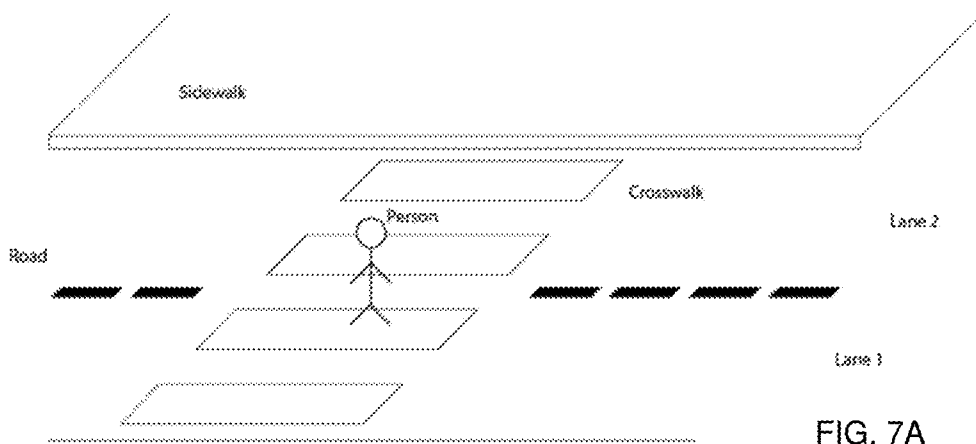 Sidewalk
Crosswalk
Person
Lane 2
Road
Lane 1
FIG. 7A